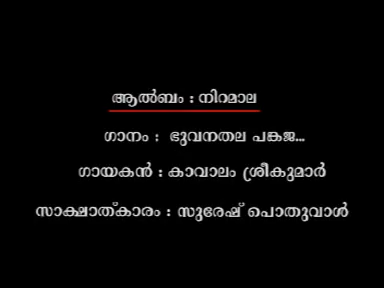 ആൽബം : നിറമാല
ഗാനം : ഭുവനതല പങ്കജ...
ഗായകൻ : കാവാലം ശ്രീകുമാർ
സാക്ഷാത്കാരം : സുരേഷ് പൊതുവാൾ